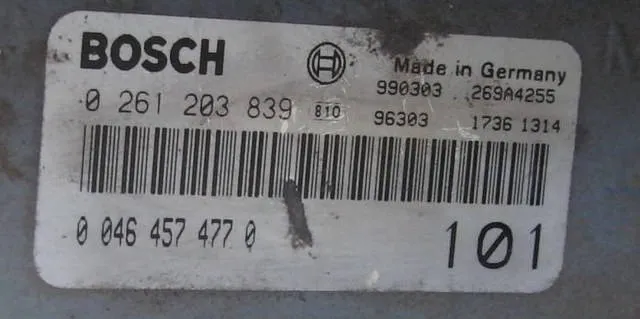 BOSCH Made in Germany
990303 269A4255
0 261 203 839 810 96303 1736 1314
0 046 457 477 0 101